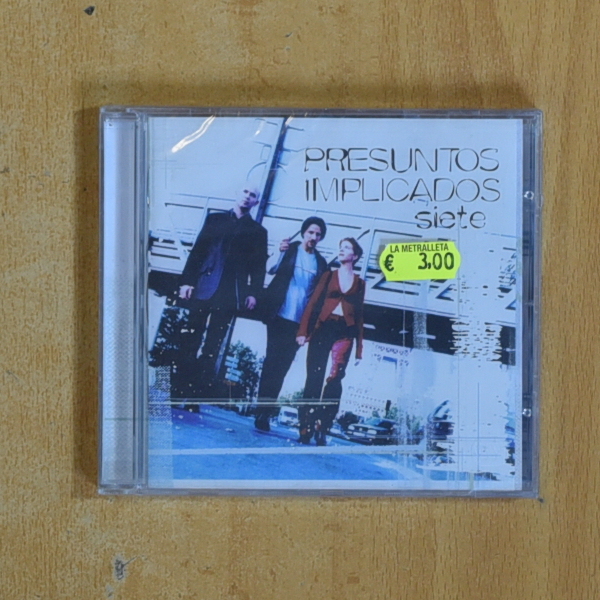 PRESUNTOS
IMPLICADOS
siete
LA METRALLETA
€ 3,00